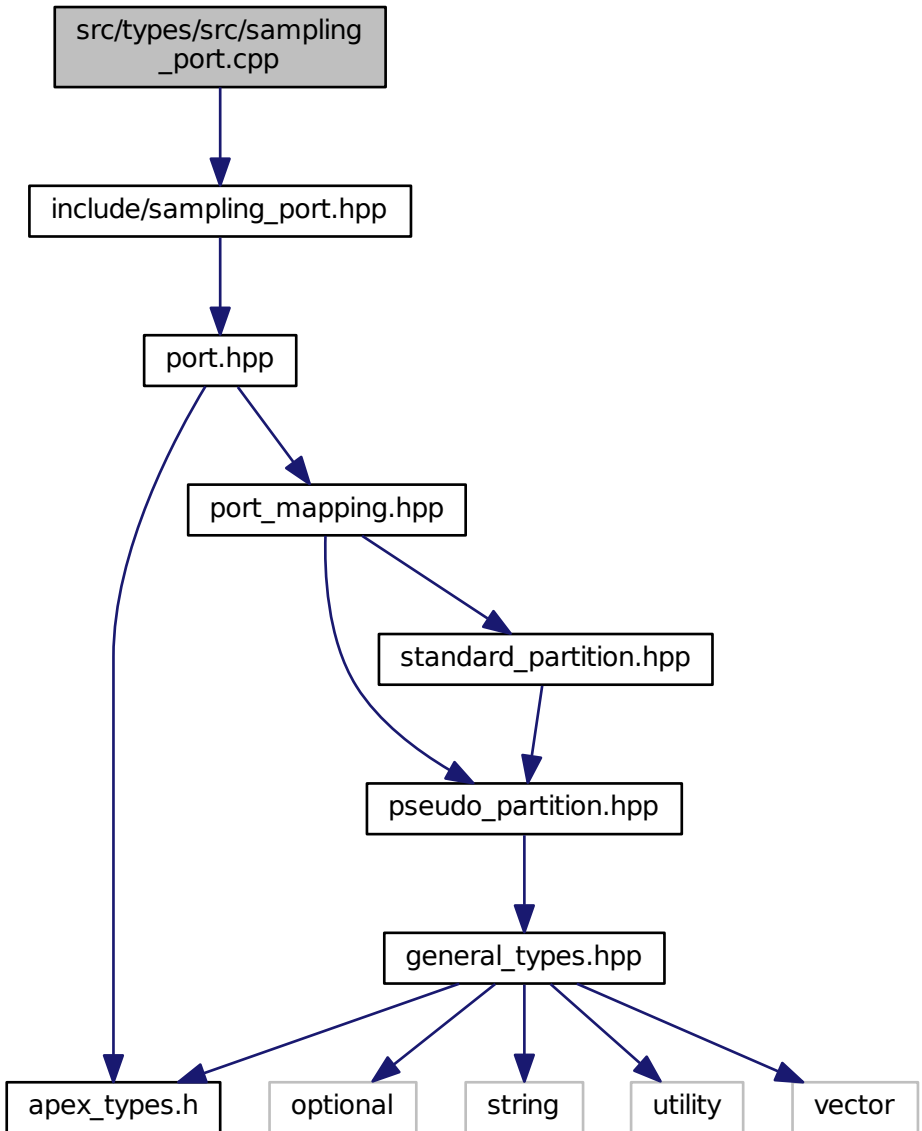 src/types/src/sampling
_port.cpp
include/sampling_port.hpp
port.hpp
port_mapping.hpp
standard_partition.hpp
pseudo_partition.hpp
general_types.hpp
apex_types.h
optional
string
utility
vector